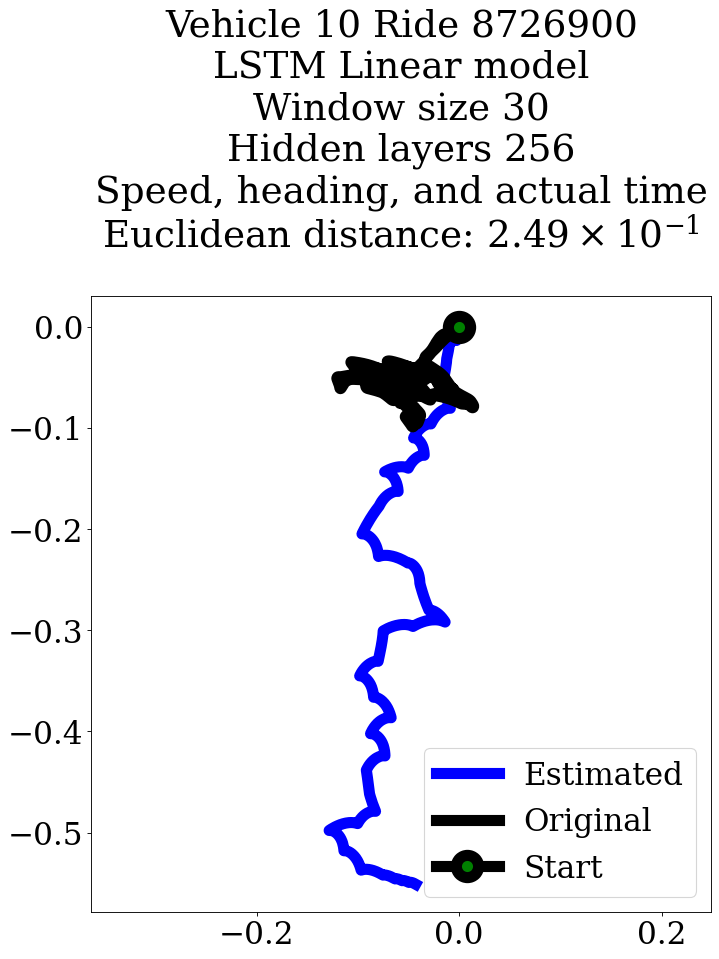 Vehicle 10 Ride 8726900
LSTM Linear model
Window size 30
Hidden layers 256
Speed, heading, and actual time
Euclidean distance: 2.49 × 10⁻¹
0.0
−0.1
−0.2
−0.3
−0.4
−0.5
−0.2 0.0 0.2
Estimated
Original
Start